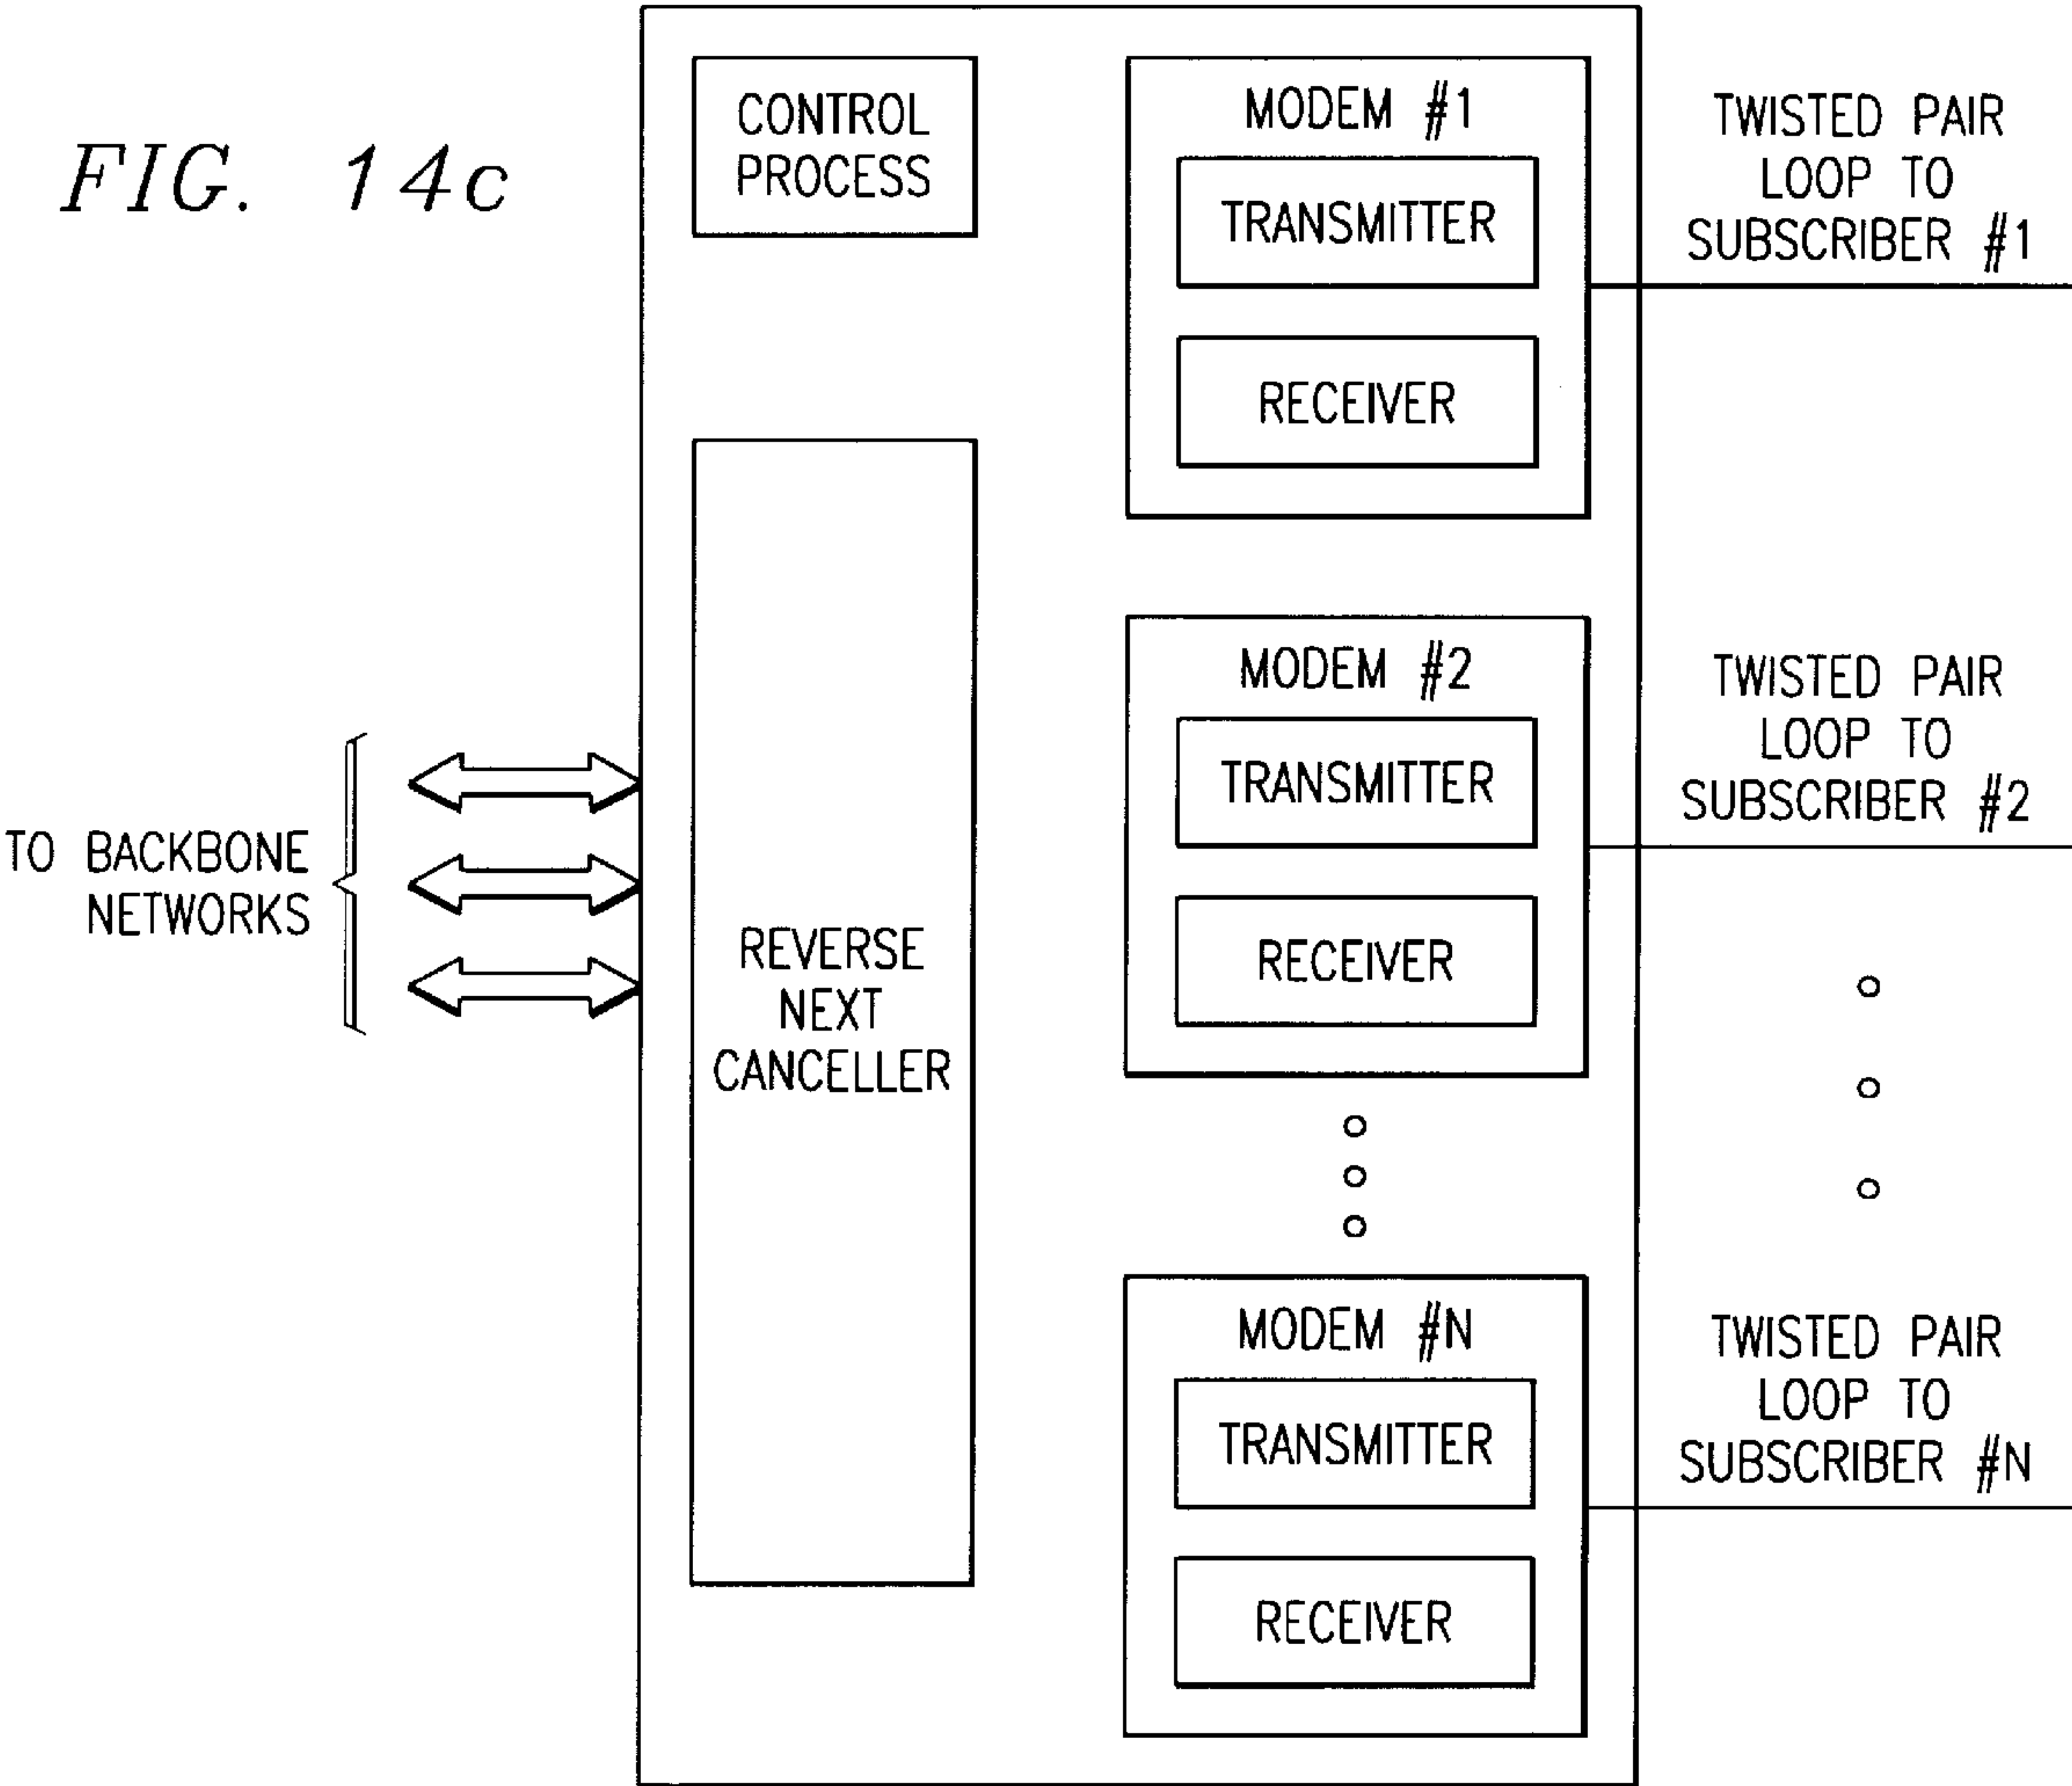 FIG. 14c
CONTROL
PROCESS
MODEM #1
TRANSMITTER
RECEIVER
TWISTED PAIR
LOOP TO
SUBSCRIBER #1
TO BACKBONE
NETWORKS
REVERSE
NEXT
CANCELLER
MODEM #2
TRANSMITTER
RECEIVER
TWISTED PAIR
LOOP TO
SUBSCRIBER #2
MODEM #N
TRANSMITTER
RECEIVER
TWISTED PAIR
LOOP TO
SUBSCRIBER #N